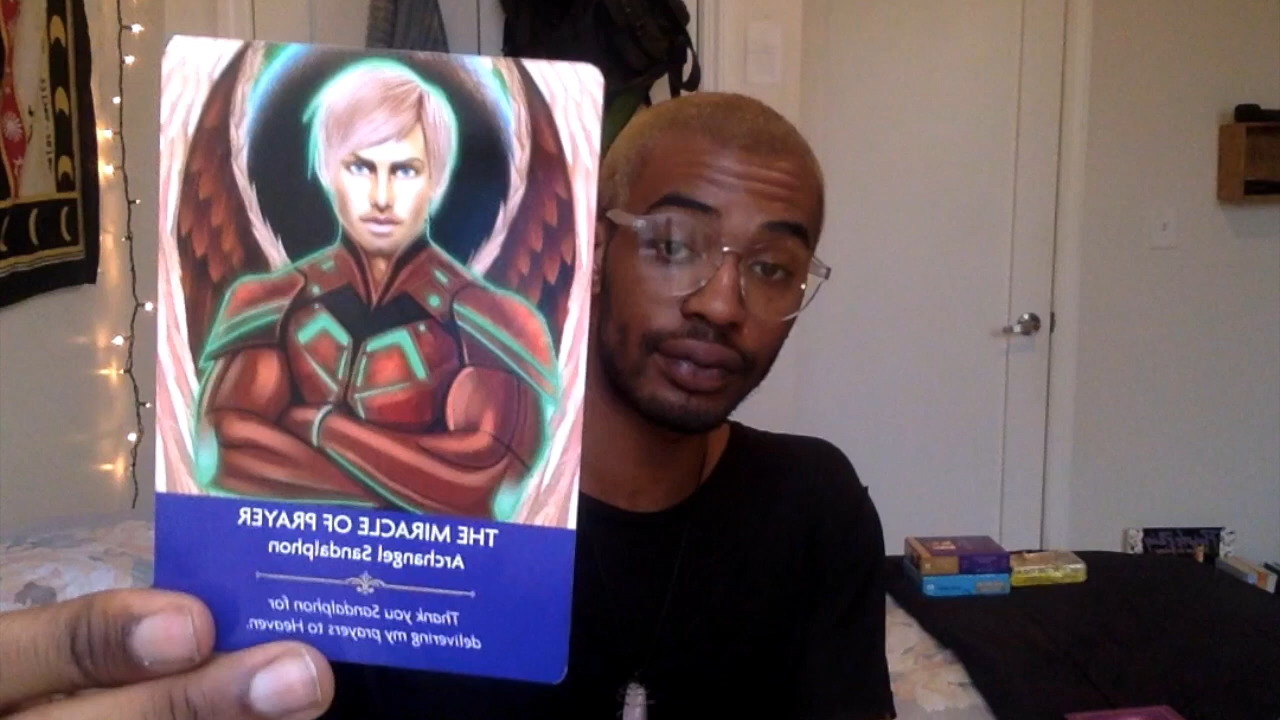 THE MIRACLE OF PRAYER
Archangel Sandalphon
Thank you Sandalphon for
delivering my prayers to Heaven.